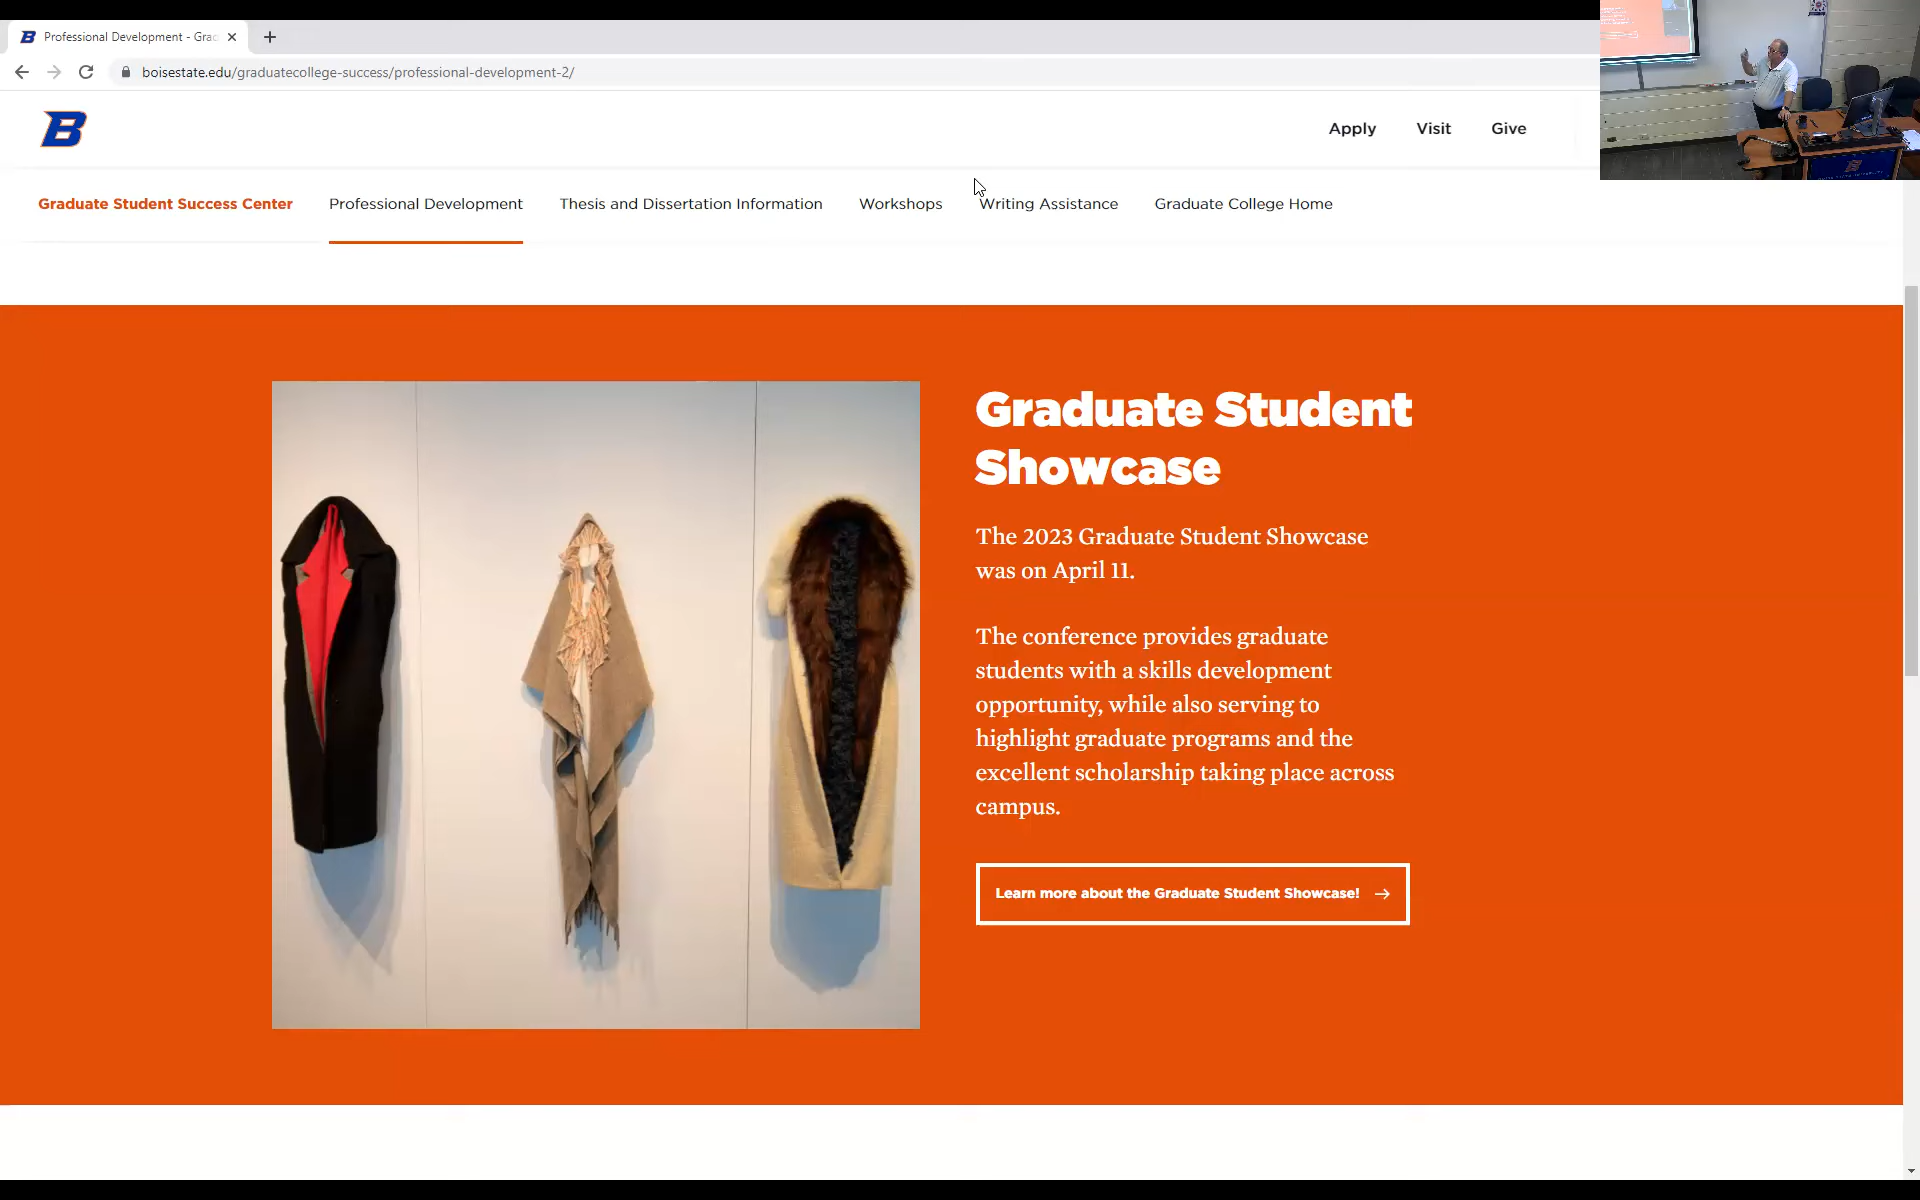 Professional Development - Grac
boisestate.edu/graduatecollege-success/professional-development-2/
B
Apply Visit Give
Graduate Student Success Center Professional Development Thesis and Dissertation Information Workshops Writing Assistance Graduate College Home
Graduate Student
Showcase
The 2023 Graduate Student Showcase
was on April 11.
The conference provides graduate
students with a skills development
opportunity, while also serving to
highlight graduate programs and the
excellent scholarship taking place across
campus.
Learn more about the Graduate Student Showcase! →